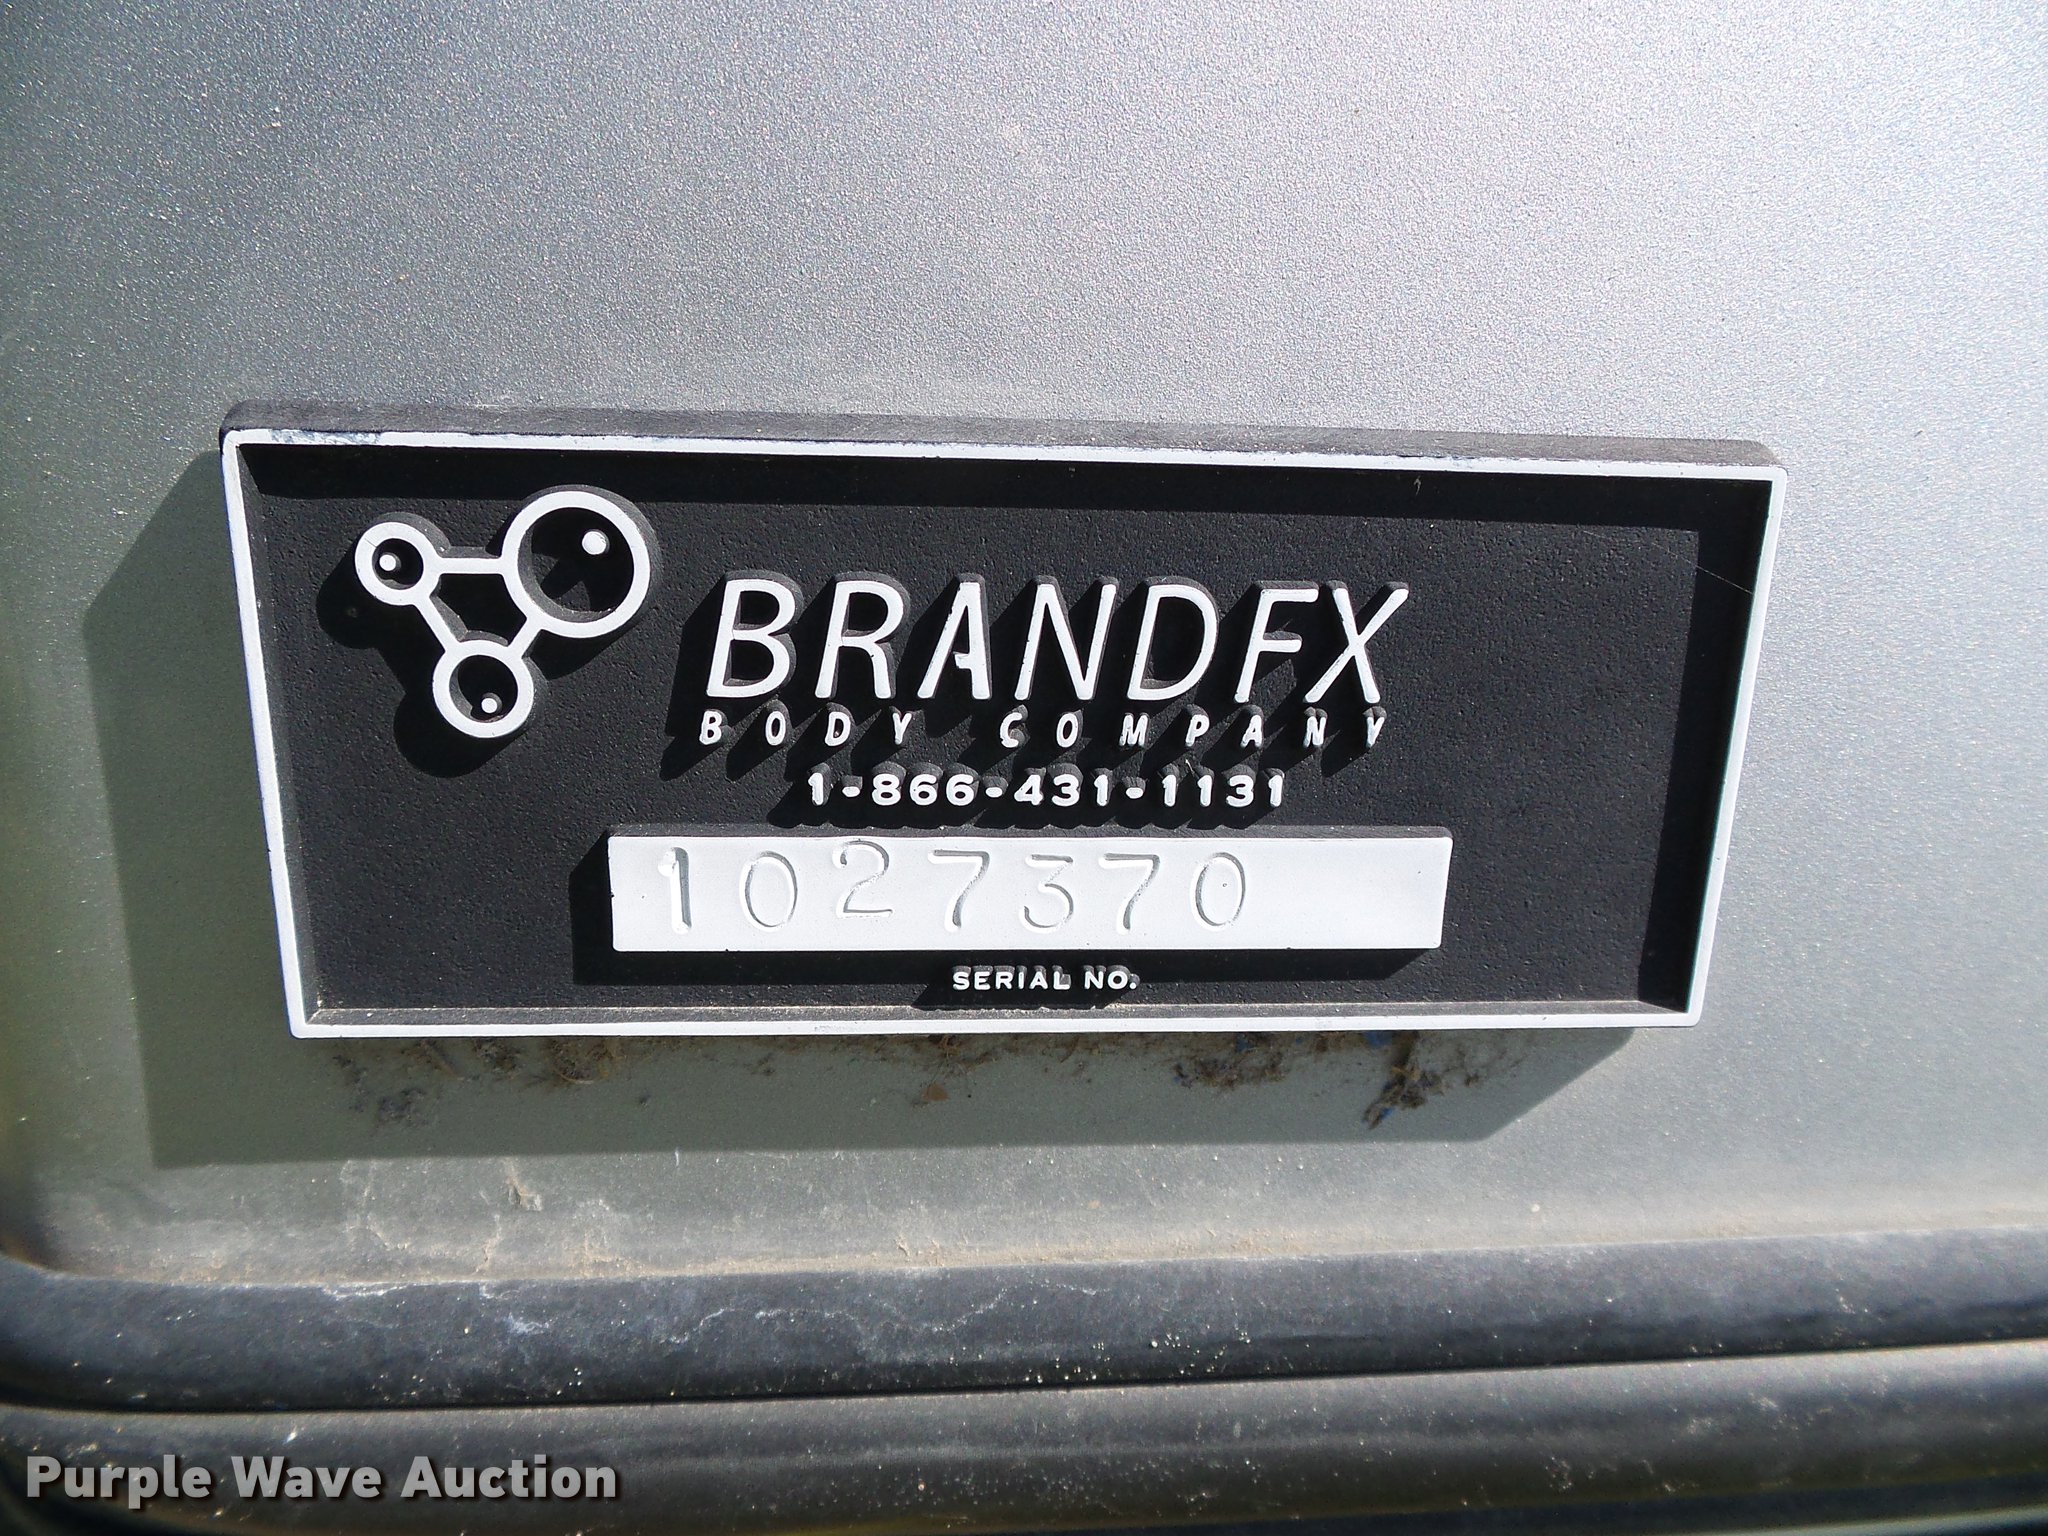 BRANDFX
BODY COMPANY
1-866-431-1131
1027370
SERIAL NO.
Purple Wave Auction